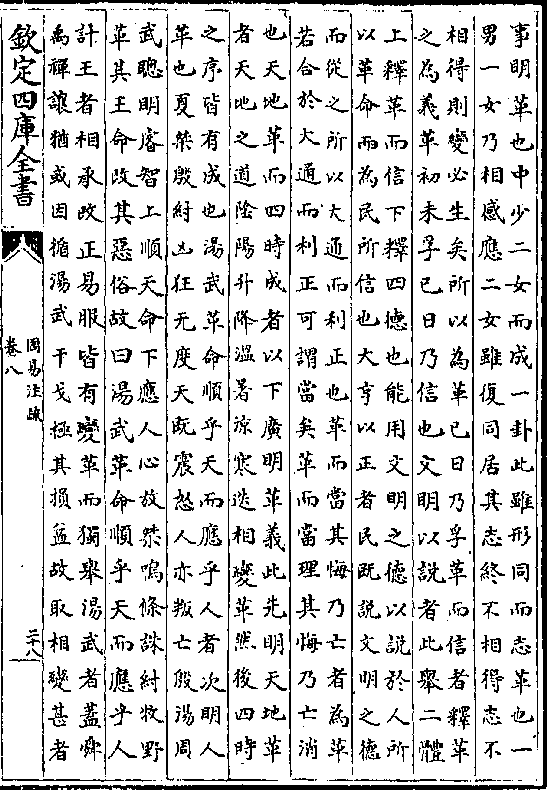 事明革也中少二女而成一卦此雖形同而志革也一
男一女乃相感應二女雖復同居其志終不相得志不
相得則變必生矣所以為革已日乃孚革而信者釋革
之為義革初未孚已日乃信也文明以說者此舉二體
上釋革而信下釋四德也能用文明之德以說於人所
以革命而為民所信也大亨以正者民既說文明之德
而從之所以大通而利正也革而當其悔乃亡者為革
若合於大通而利正可謂當矣革而當理其悔乃亡消
也天地革而四時成者以下廣明革義此先明天地革
者天地之道陰陽升降溫暑涼寒迭相變革然後四時
之序皆有成也湯武革命順乎天而應乎人者次明人
革也夏桀殷紂凶狂无度天既震怒人亦叛亡殷湯周
武聰明睿智上順天命下應人心放桀鳴條誅紂牧野
革其王命改其惡俗故曰湯武革命順乎天而應乎人
計王者相承改正易服皆有變革而獨舉湯武者蓋舜
禹禪讓猶或因循湯武干戈極其損益故取相變甚者
欽定四庫全書
周易注疏
卷八
二十八